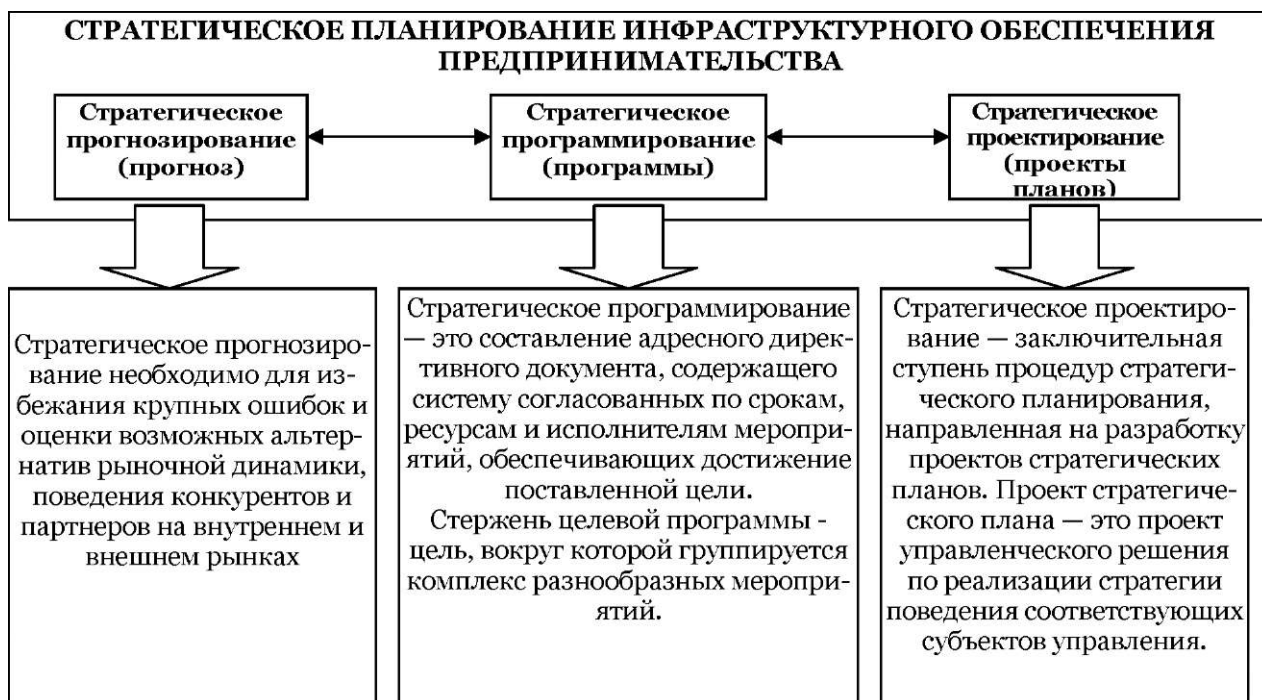 СТРАТЕГИЧЕСКОЕ ПЛАНИРОВАНИЕ ИНФРАСТРУКТУРНОГО ОБЕСПЕЧЕНИЯ
ПРЕДПРИНИМАТЕЛЬСТВА
Стратегическое
прогнозирование
(прогноз)
Стратегическое
программирование
(программы)
Стратегическое
проектирование
(проекты
планов)
Стратегическое прогнозиро-
вание необходимо для из-
бежания крупных ошибок и
оценки возможных альтер-
натив рыночной динамики,
поведения конкурентов и
партнеров на внутреннем и
внешнем рынках
Стратегическое программирование
— это составление адресного дирек-
тивного документа, содержащего
систему согласованных по срокам,
ресурсам и исполнителям меропри-
ятий, обеспечивающих достижение
поставленной цели.
Стержень целевой программы -
цель, вокруг которой группируется
комплекс разнообразных меропри-
ятий.
Стратегическое проектиро-
вание — заключительная
ступень процедур стратеги-
ческого планирования,
направленная на разработку
проектов стратегических
планов. Проект стратегиче-
ского плана — это проект
управленческого решения
по реализации стратегии
поведения соответствующих
субъектов управления.